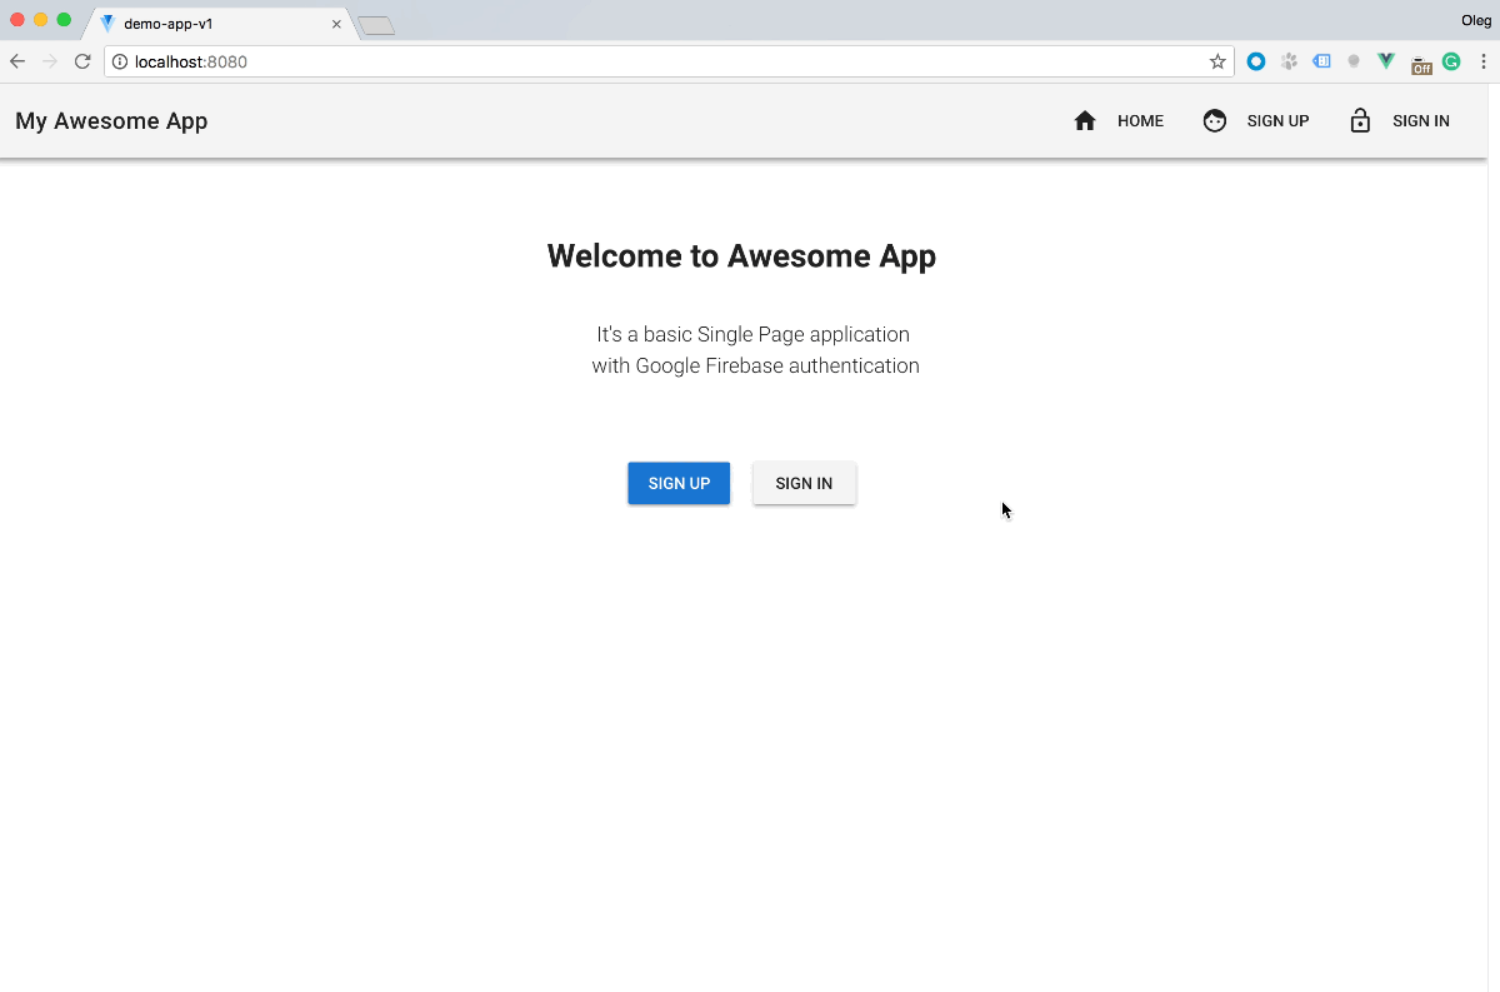 demo-app-v1
Oleg
localhost:8080
Off
My Awesome App
HOME
SIGN UP
SIGN IN
Welcome to Awesome App
It's a basic Single Page application
with Google Firebase authentication
SIGN UP
SIGN IN